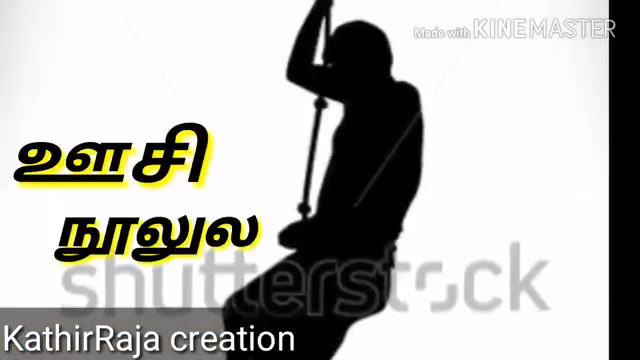 Made with KINEMASTER
ஊசி
நூலுல
shutterstock
KathirRaja creation